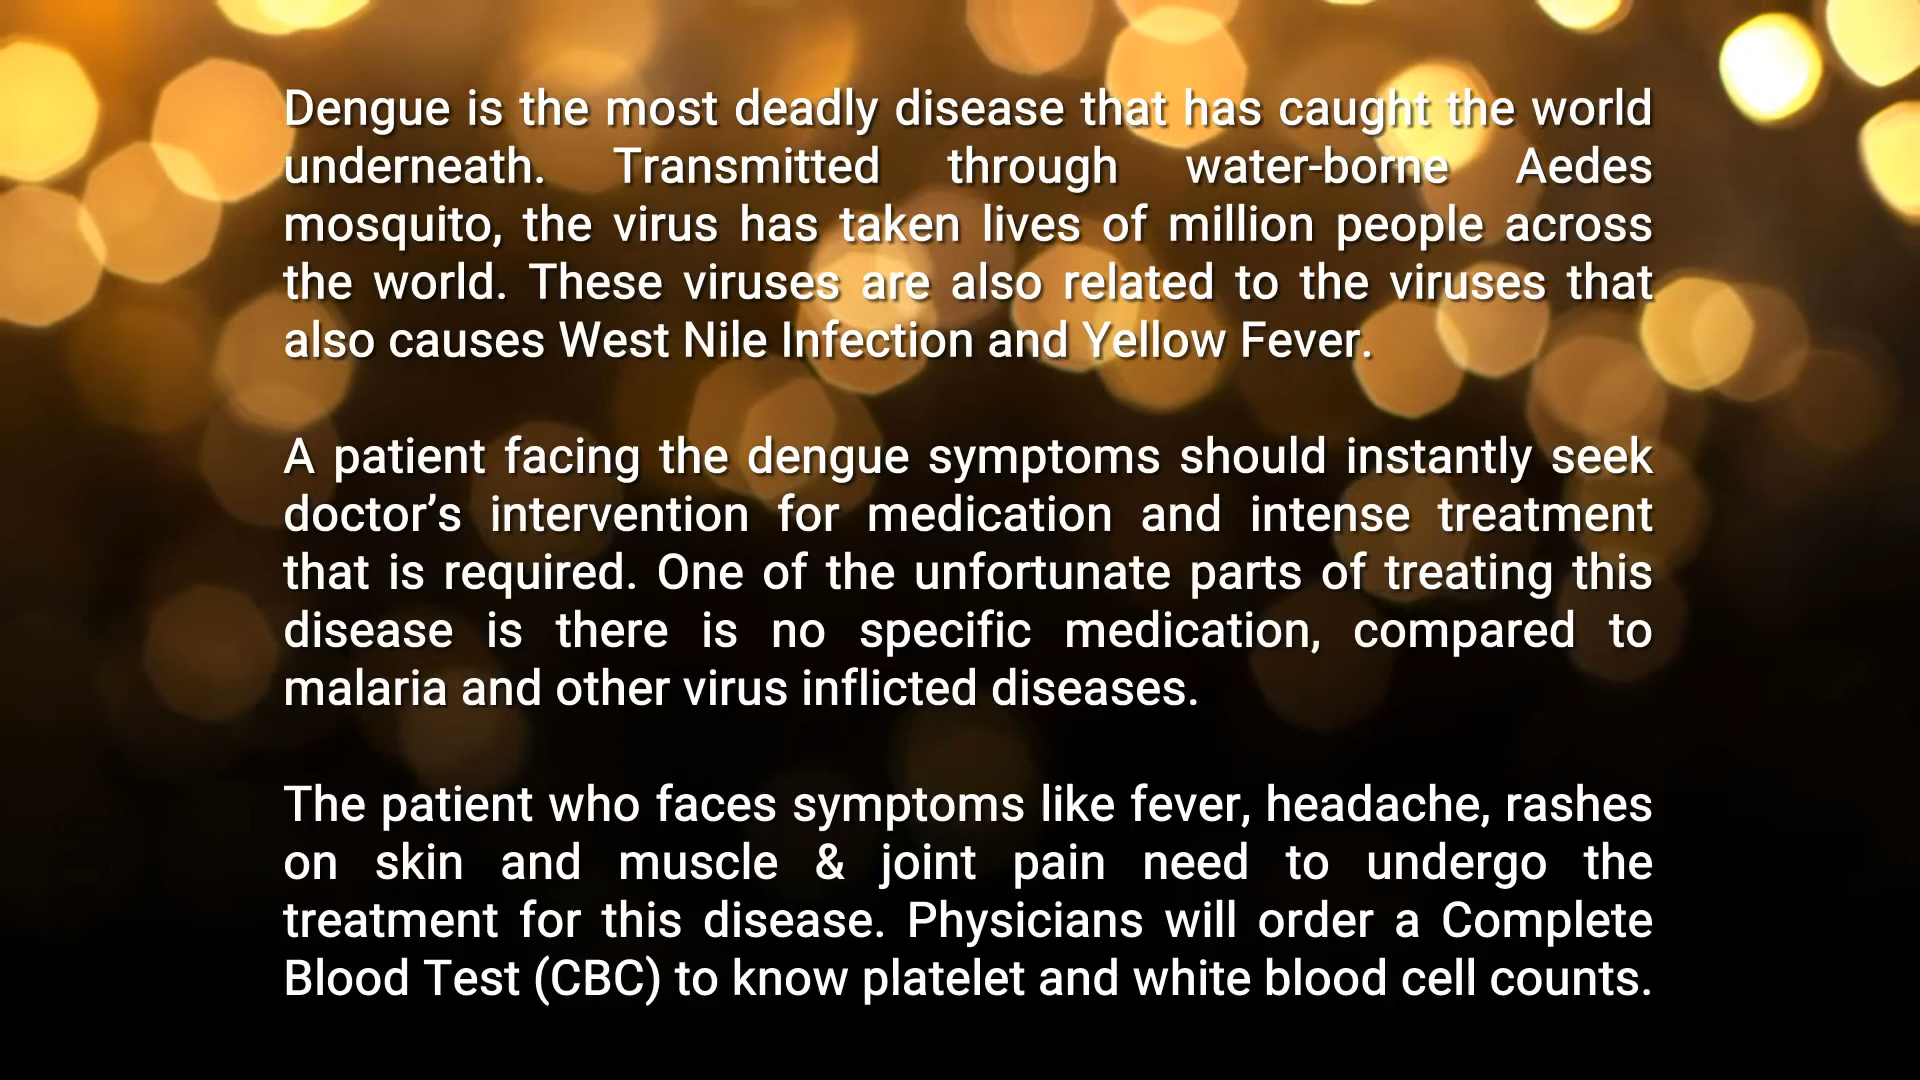 Dengue is the most deadly disease that has caught the world
underneath. Transmitted through water-borne Aedes
mosquito, the virus has taken lives of million people across
the world. These viruses are also related to the viruses that
also causes West Nile Infection and Yellow Fever.
A patient facing the dengue symptoms should instantly seek
doctor’s intervention for medication and intense treatment
that is required. One of the unfortunate parts of treating this
disease is there is no specific medication, compared to
malaria and other virus inflicted diseases.
The patient who faces symptoms like fever, headache, rashes
on skin and muscle & joint pain need to undergo the
treatment for this disease. Physicians will order a Complete
Blood Test (CBC) to know platelet and white blood cell counts.